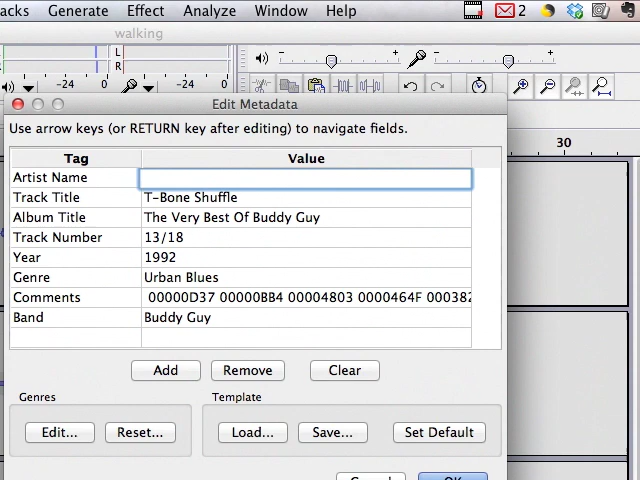 acks Generate Effect Analyze Window Help 2
walking
-24 0 L R -24 0
- + - +
Edit Metadata
Use arrow keys (or RETURN key after editing) to navigate fields.
30
Tag Value
Artist Name
Track Title T-Bone Shuffle
Album Title The Very Best Of Buddy Guy
Track Number 13/18
Year 1992
Genre Urban Blues
Comments 00000D37 00000BB4 00004803 0000464F 000382
Band Buddy Guy
Add Remove Clear
Genres Template
Edit... Reset... Load... Save... Set Default
Cancel OK